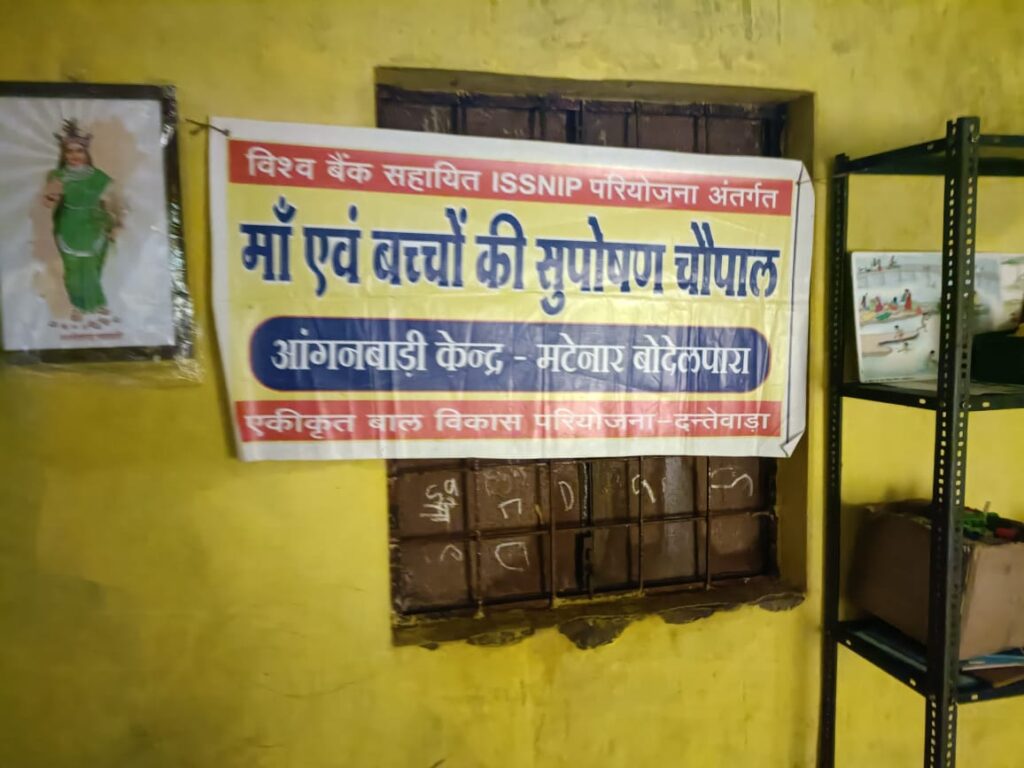 विश्व बैंक सहायित ISSNIP परियोजना अंतर्गत
माँ एवं बच्चों की सुपोषण चौपाल
आंगनबाड़ी केन्द्र - मटेनार बोदेलपारा
एकीकृत बाल विकास परियोजना-दन्तेवाड़ा